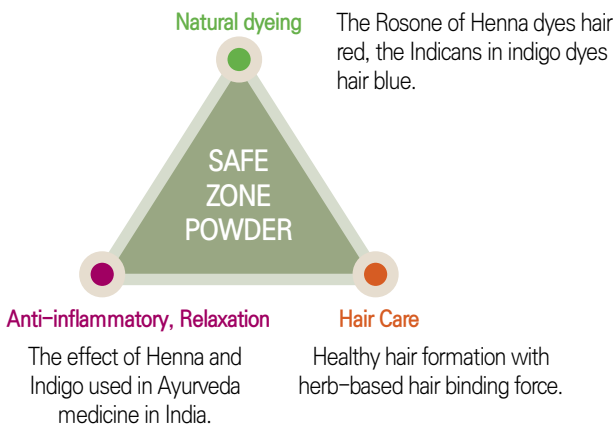 Natural dyeing
The Rosone of Henna dyes hair
red, the Indicans in indigo dyes
hair blue.
SAFE
ZONE
POWDER
Anti-inflammatory, Relaxation
The effect of Henna and
Indigo used in Ayurveda
medicine in India.
Hair Care
Healthy hair formation with
herb-based hair binding force.